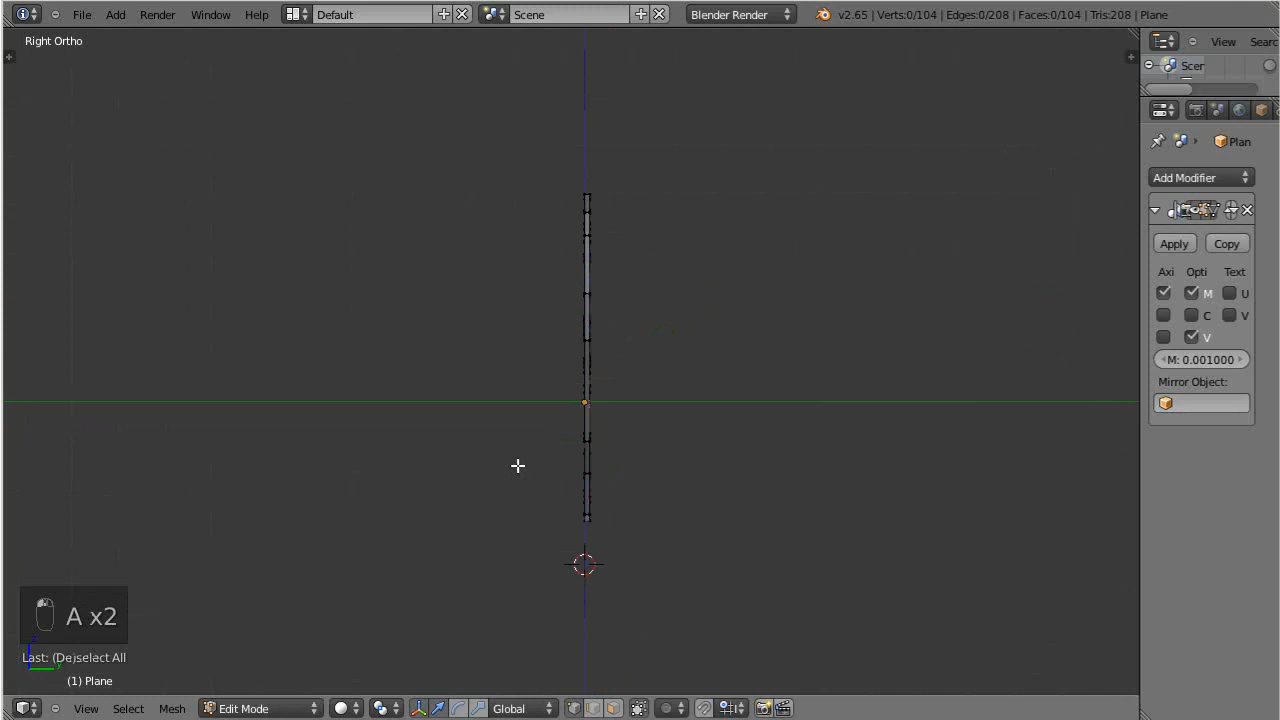 File Add Render Window Help Default Scene Blender Render v2.65 | Verts:0/104 | Edges:0/208 | Faces:0/104 | Tris:208 | Plane
Right Ortho
View Searc
Scer
Plan
Add Modifier
Apply Copy
Axi Opti Text
M U
C V
V
M: 0.001000
Mirror Object:
A x2
z
y
Last: (De)select All
(1) Plane
View Select Mesh Edit Mode Global